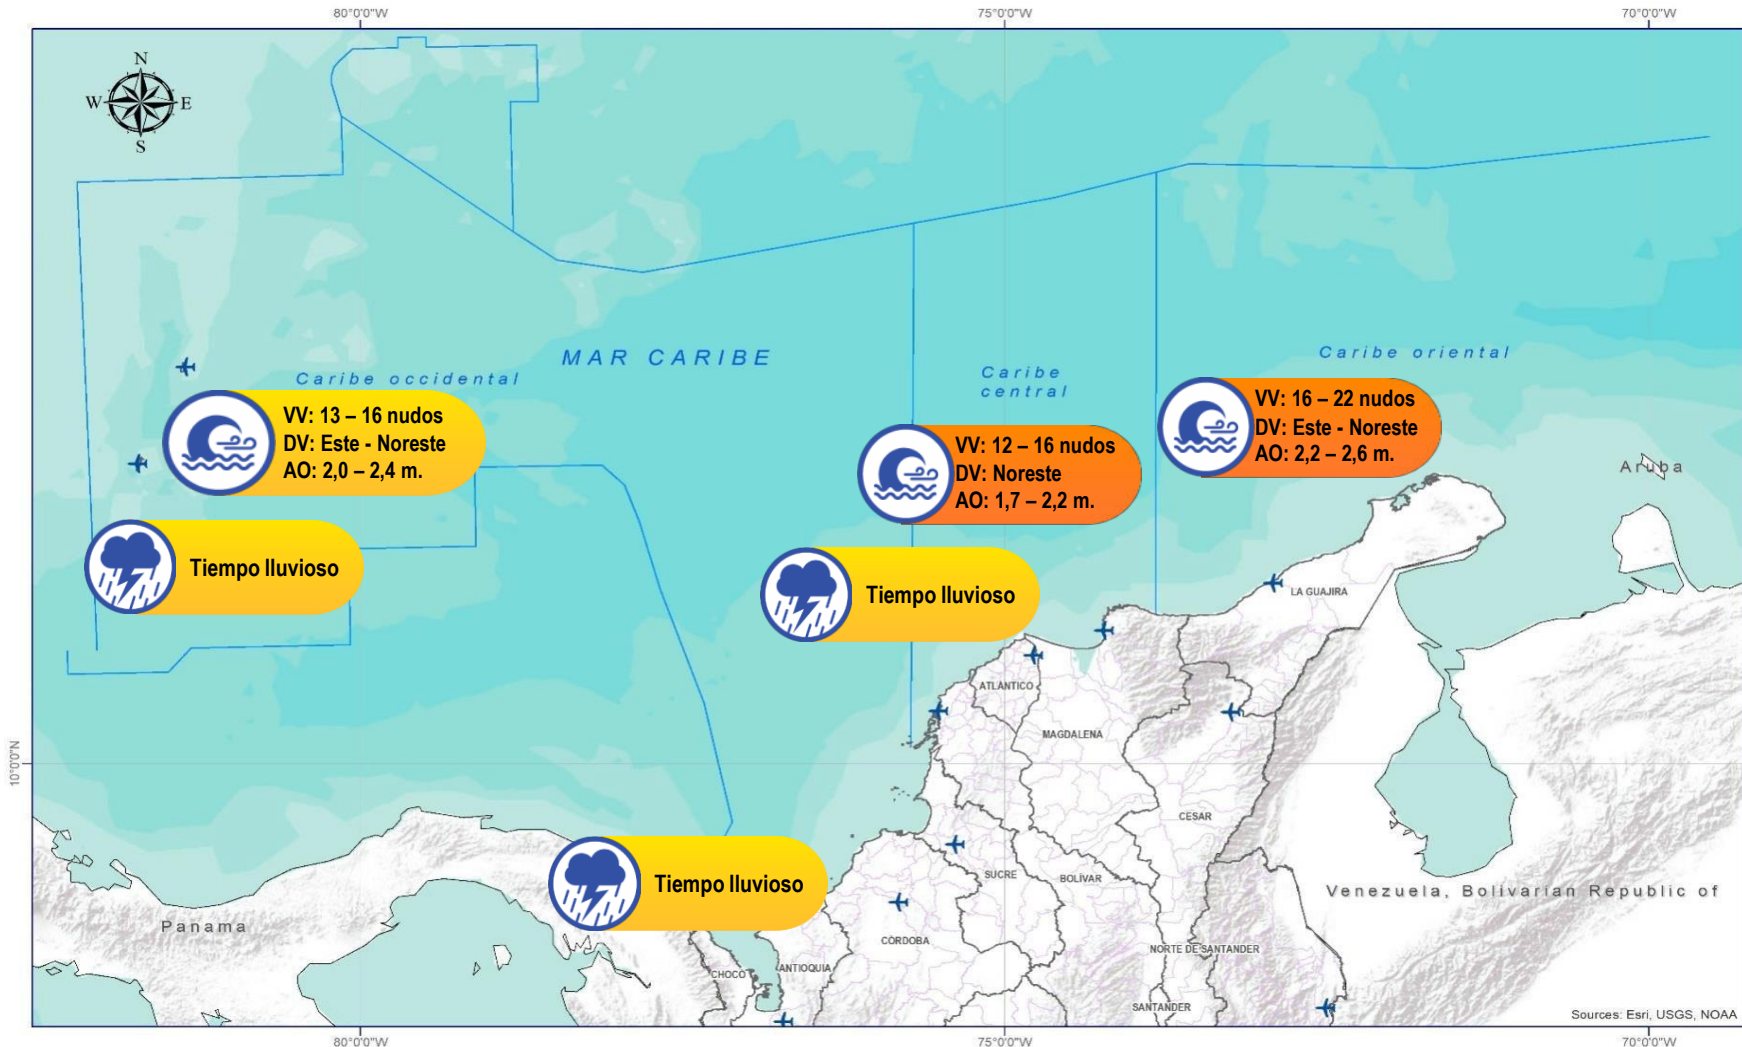 80°0'0"W
75°0'0"W
70°0'0"W
N
W
E
S
MAR CARIBE
Caribe occidental
Caribe
central
Caribe oriental
VV: 13 – 16 nudos
DV: Este - Noreste
AO: 2,0 – 2,4 m.
VV: 12 – 16 nudos
DV: Noreste
AO: 1,7 – 2,2 m.
VV: 16 – 22 nudos
DV: Este - Noreste
AO: 2,2 – 2,6 m.
Aruba
Tiempo lluvioso
Tiempo lluvioso
LA GUAJIRA
ATLANTICO
MAGDALENA
10°0'0"N
CESAR
Tiempo lluvioso
SUCRE
BOLÍVAR
Venezuela, Bolivarian Republic of
Panama
CÓRDOBA
NORTE DE SANTANDER
CHOCO
ANTIOQUIA
SANTANDER
Sources: Esri, USGS, NOAA
80°0'0"W
75°0'0"W
70°0'0"W